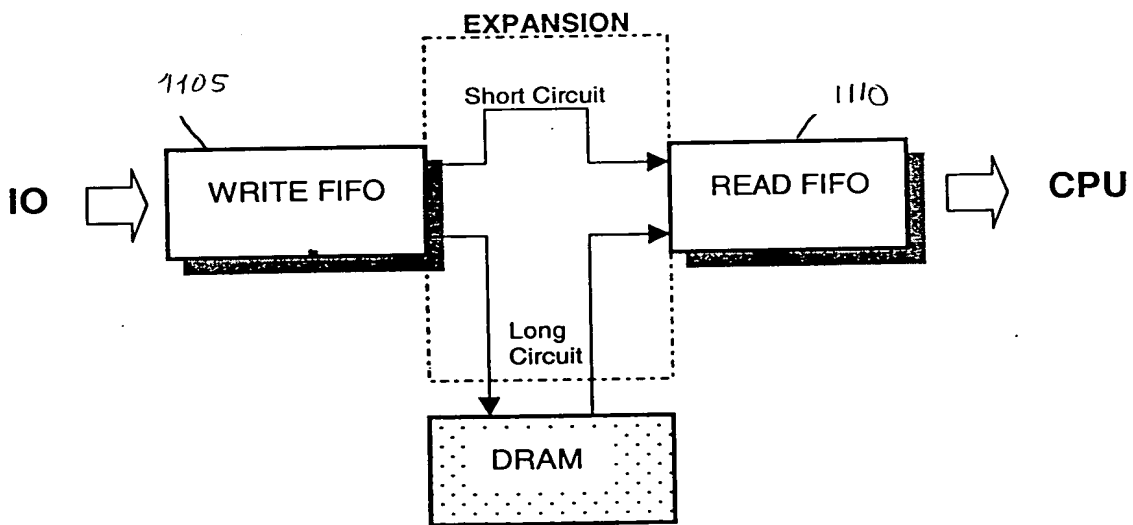 EXPANSION
1105
Short Circuit
1110
IO
WRITE FIFO
READ FIFO
CPU
Long
Circuit
DRAM